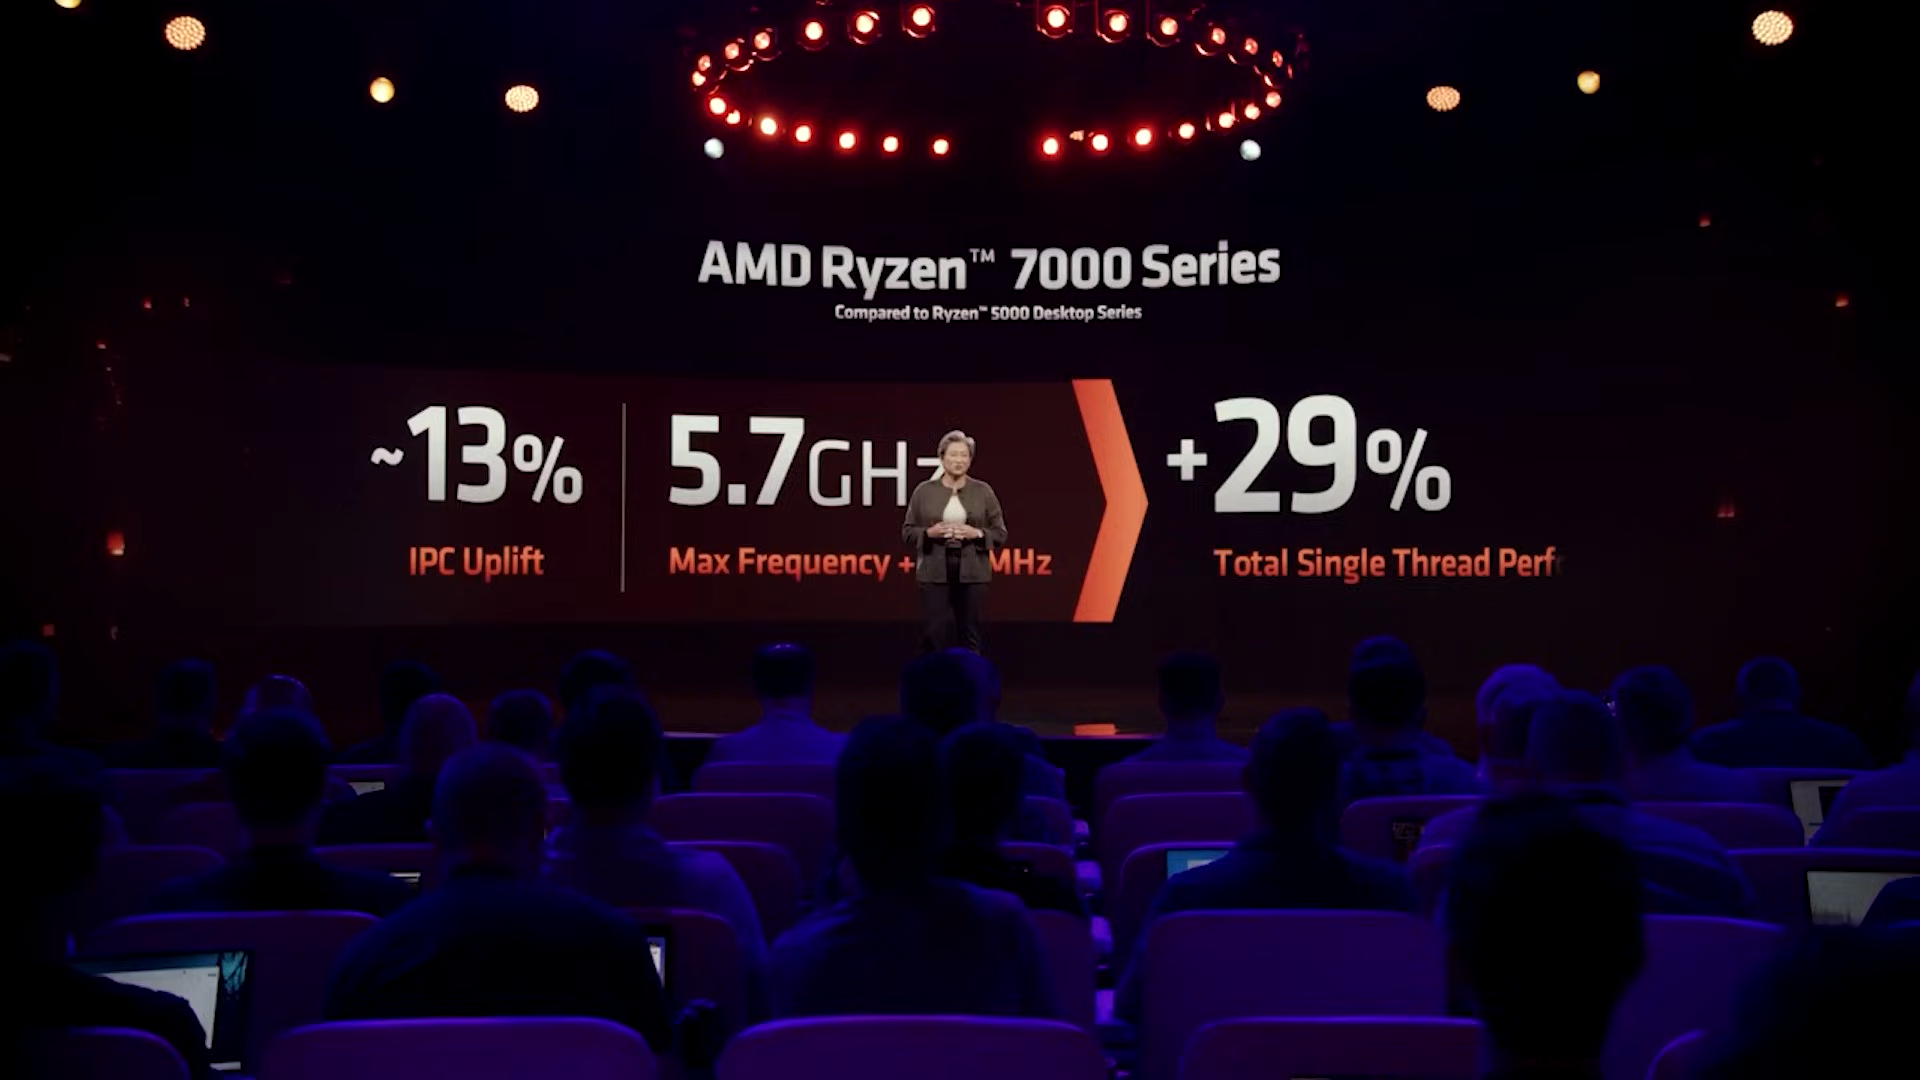 AMD Ryzen™ 7000 Series
Compared to Ryzen™ 5000 Desktop Series
~13%
IPC Uplift
5.7GHz
Max Frequency + MHz
+29%
Total Single Thread Perf